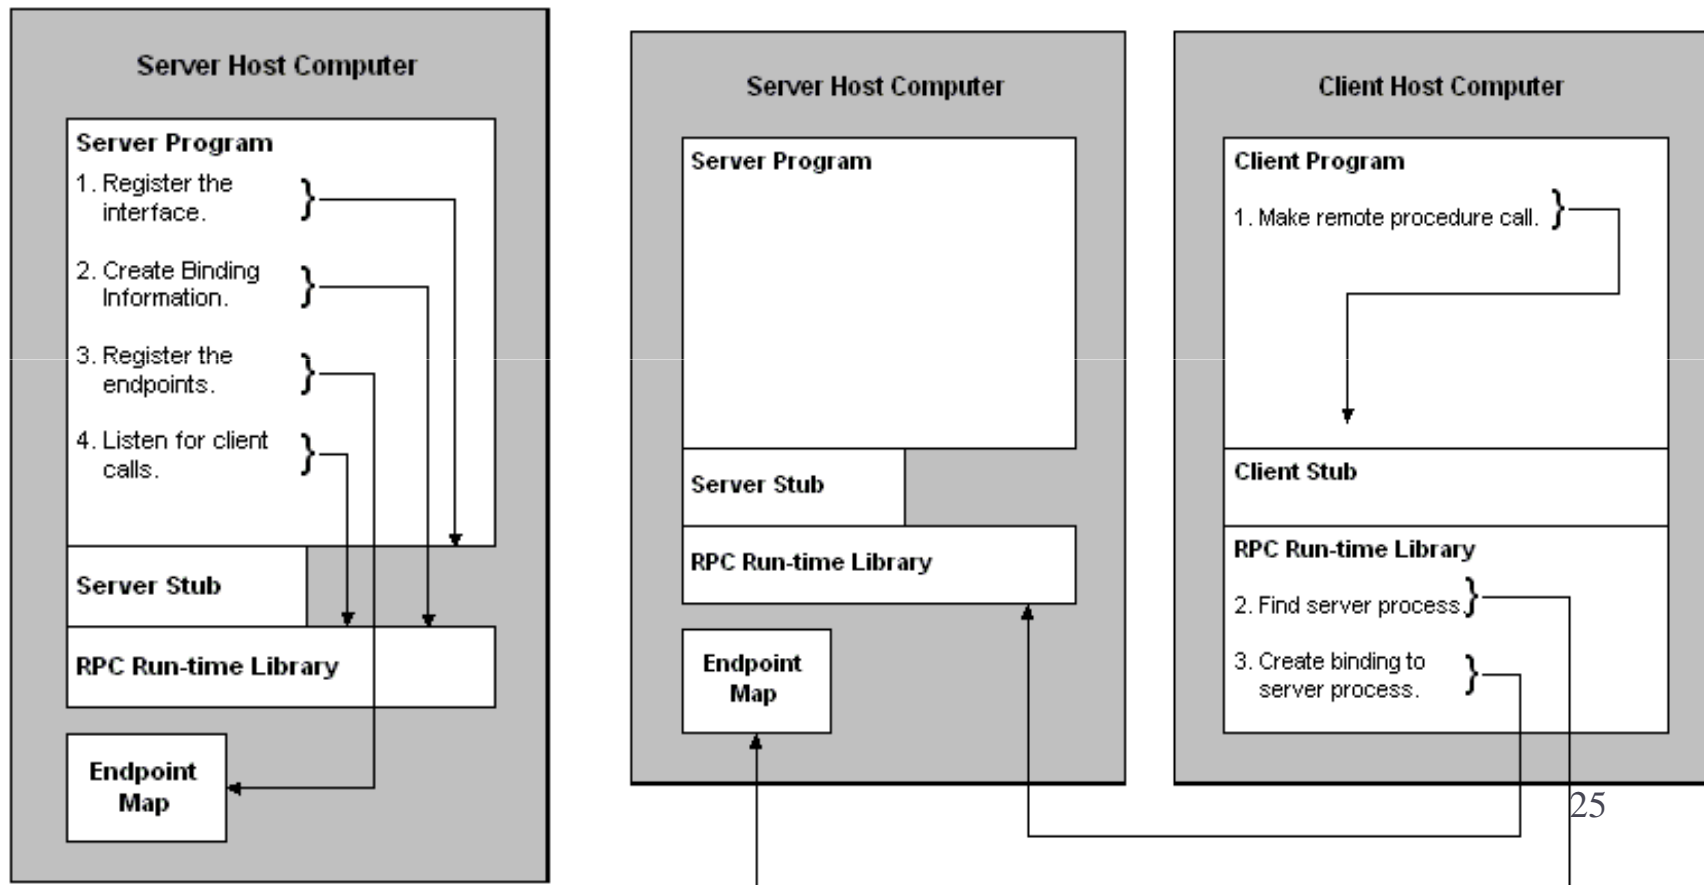 Server Host Computer
Server Program
1. Register the
interface.
2. Create Binding
Information.
3. Register the
endpoints.
4. Listen for client
calls.
Server Stub
RPC Run-time Library
Endpoint
Map
Server Host Computer
Server Program
Server Stub
RPC Run-time Library
Endpoint
Map
Client Host Computer
Client Program
1. Make remote procedure call.
Client Stub
RPC Run-time Library
2. Find server process.
3. Create binding to
server process.
25